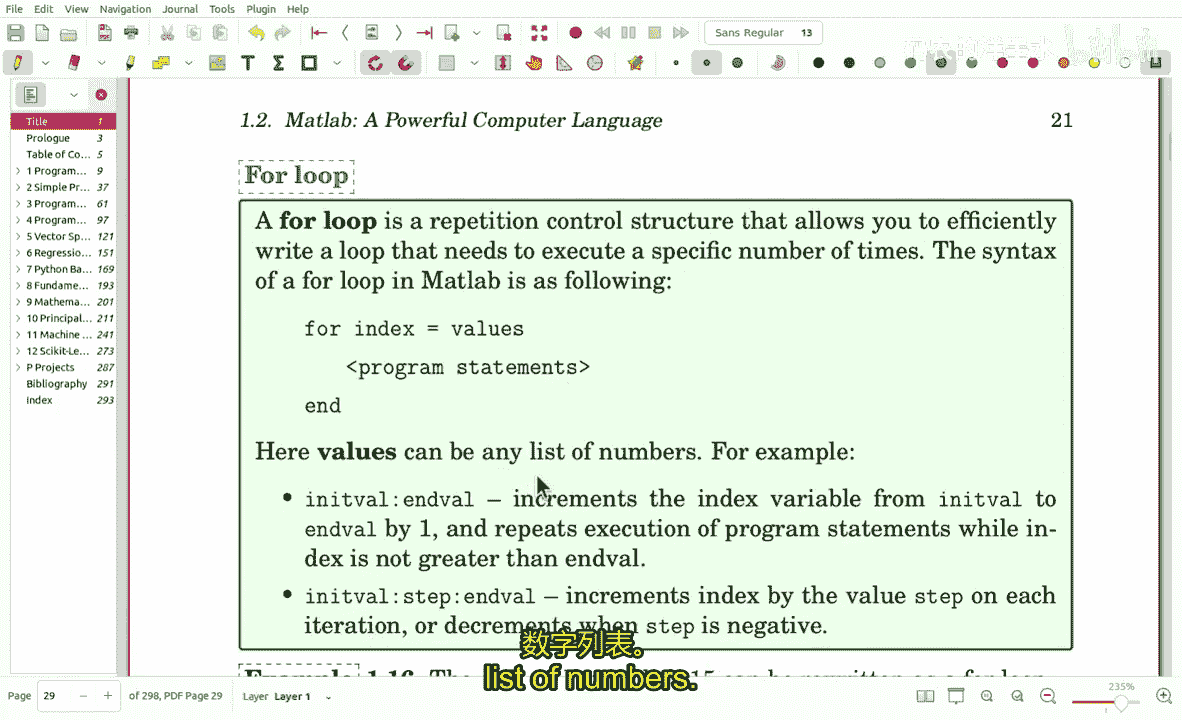 File Edit View Navigation Journal Tools Plugin Help
Sans Regular 13
Title 1
Prologue 3
Table of Co... 5
1 Program... 9
2 Simple Pr... 37
3 Program... 61
4 Program... 97
5 Vector Sp... 121
6 Regressio... 151
7 Python Ba... 169
8 Fundame... 193
9 Mathema... 201
10 Principal... 211
11 Machine ... 241
12 Scikit-Le... 273
P Projects 287
Bibliography 291
Index 293
1.2. Matlab: A Powerful Computer Language 21
For loop
A for loop is a repetition control structure that allows you to efficiently
write a loop that needs to execute a specific number of times. The syntax
of a for loop in Matlab is as following:
for index = values
<program statements>
end
Here values can be any list of numbers. For example:
• initval:endval – increments the index variable from initval to
endval by 1, and repeats execution of program statements while in-
dex is not greater than endval.
• initval:step:endval – increments index by the value step on each
iteration, or decrements when step is negative.
数字列表。
list of numbers.
Page 29 of 298, PDF Page 29 Layer Layer 1 235%